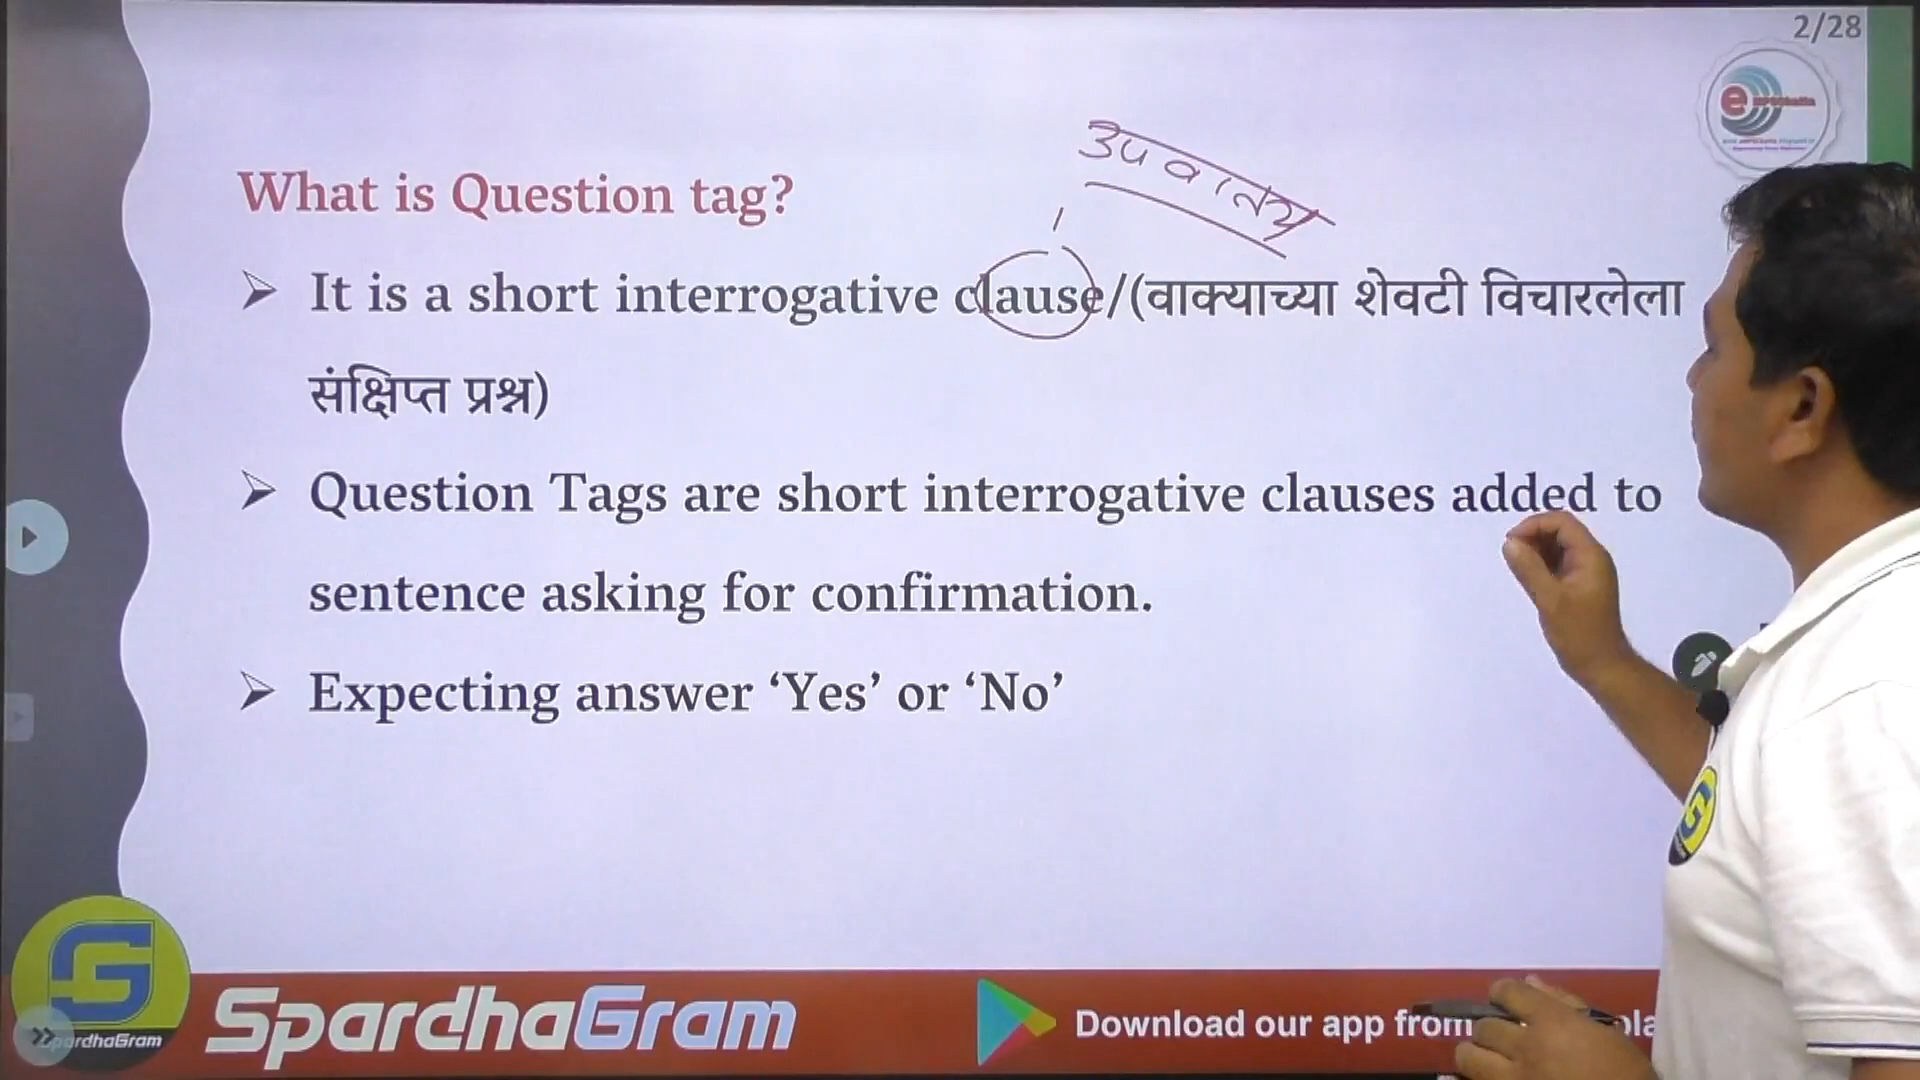 2/28
उपवाक्य
What is Question tag?
➢ It is a short interrogative clause/(वाक्याच्या शेवटी विचारलेला
संक्षिप्त प्रश्न)
➢ Question Tags are short interrogative clauses added to
sentence asking for confirmation.
➢ Expecting answer ‘Yes’ or ‘No’
SpardhaGram
Download our app from